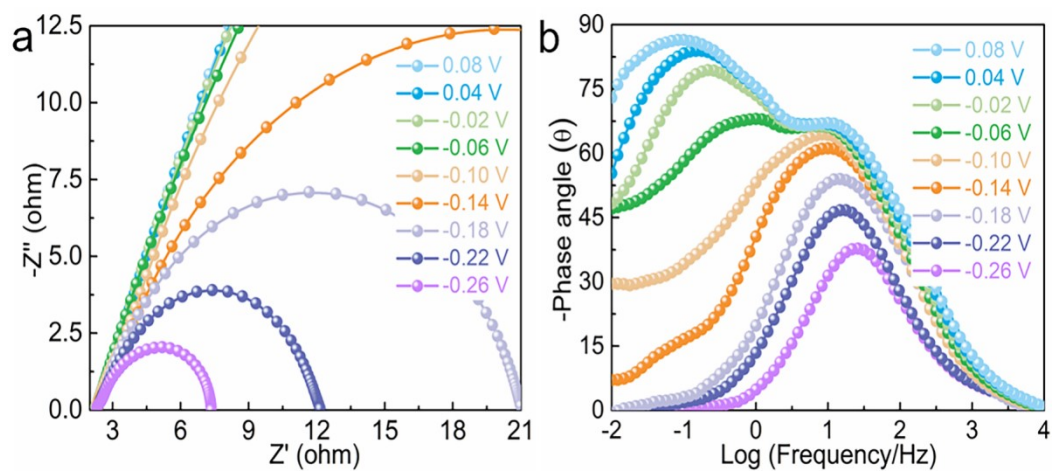 a
12.5
10.0
7.5
5.0
2.5
0.0
-Z'' (ohm)
3 6 9 12 15 18 21
Z' (ohm)
0.08 V
0.04 V
-0.02 V
-0.06 V
-0.10 V
-0.14 V
-0.18 V
-0.22 V
-0.26 V
b
90
75
60
45
30
15
0
-Phase angle (θ)
-2 -1 0 1 2 3 4
Log (Frequency/Hz)
0.08 V
0.04 V
-0.02 V
-0.06 V
-0.10 V
-0.14 V
-0.18 V
-0.22 V
-0.26 V